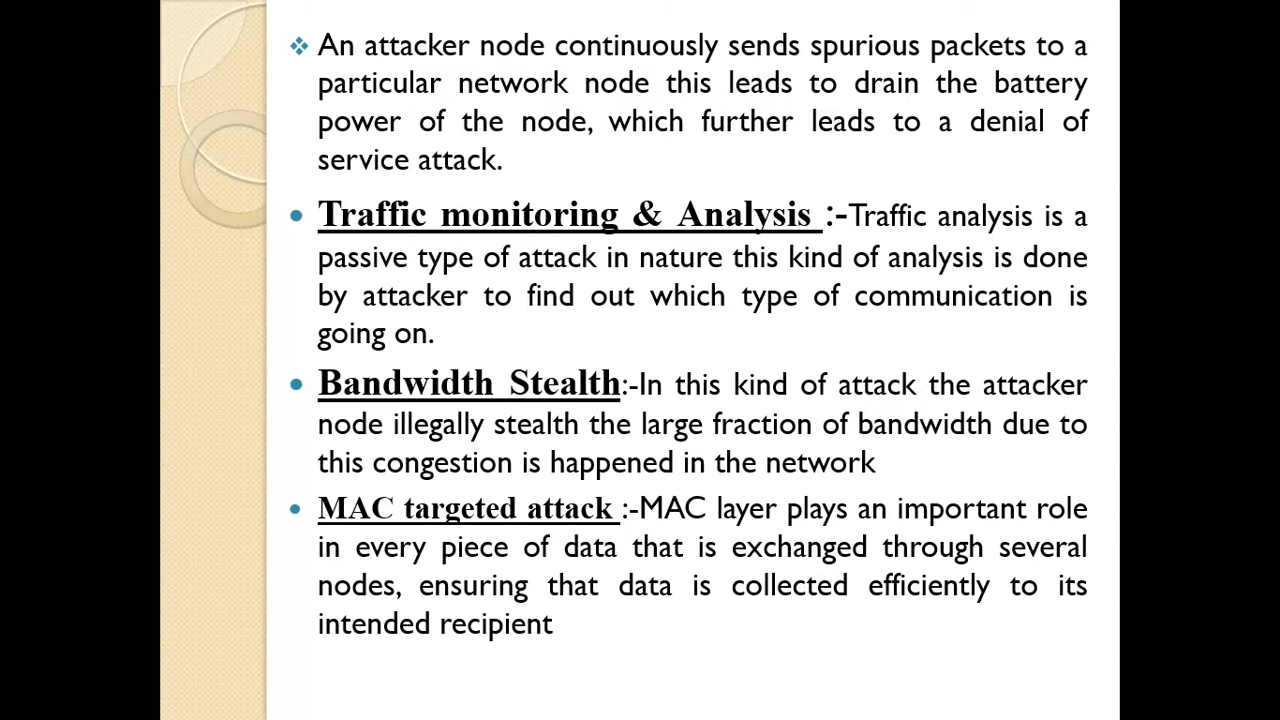 An attacker node continuously sends spurious packets to a
particular network node this leads to drain the battery
power of the node, which further leads to a denial of
service attack.
Traffic monitoring & Analysis :-Traffic analysis is a
passive type of attack in nature this kind of analysis is done
by attacker to find out which type of communication is
going on.
Bandwidth Stealth:-In this kind of attack the attacker
node illegally stealth the large fraction of bandwidth due to
this congestion is happened in the network
MAC targeted attack :-MAC layer plays an important role
in every piece of data that is exchanged through several
nodes, ensuring that data is collected efficiently to its
intended recipient